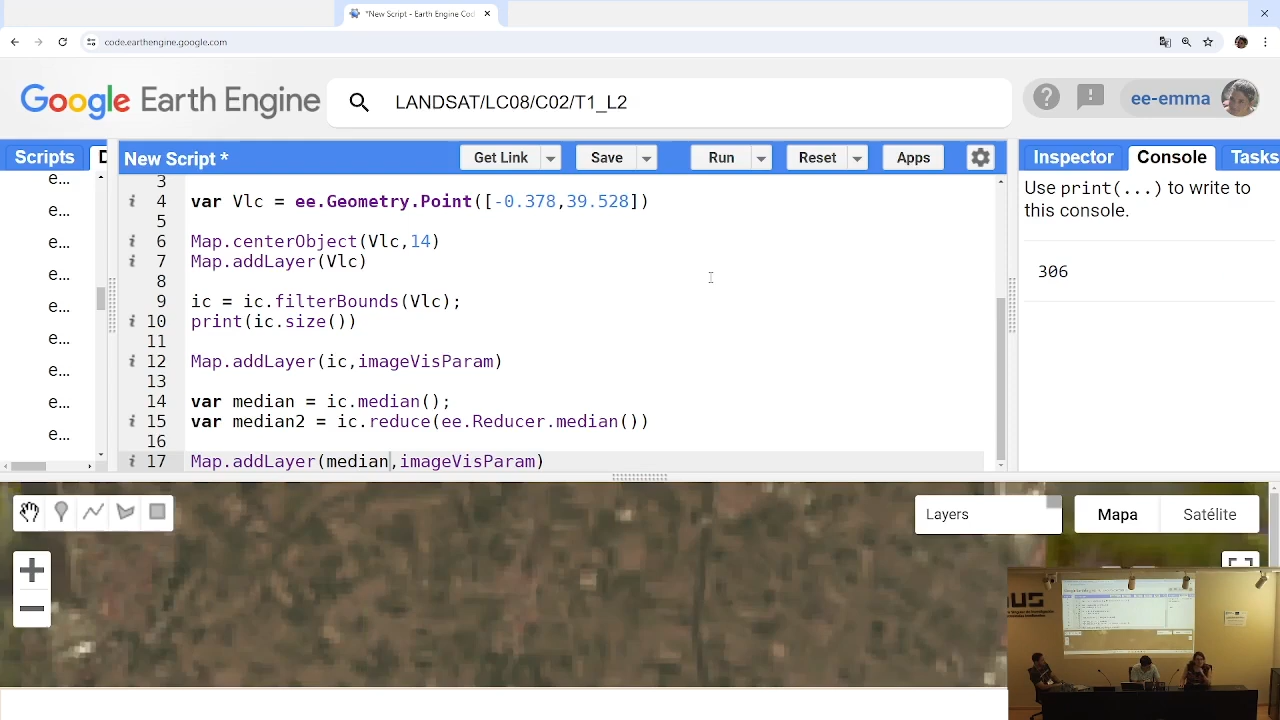 *New Script - Earth Engine Cod
code.earthengine.google.com
Google Earth Engine
LANDSAT/LC08/C02/T1_L2
ee-emma
Scripts
D
New Script *
Get Link
Save
Run
Reset
Apps
Inspector
Console
Tasks
e...
e...
e...
e...
e...
e...
e...
e...
e...
3
4 var Vlc = ee.Geometry.Point([-0.378,39.528])
5
6 Map.centerObject(Vlc,14)
7 Map.addLayer(Vlc)
8
9 ic = ic.filterBounds(Vlc);
10 print(ic.size())
11
12 Map.addLayer(ic,imageVisParam)
13
14 var median = ic.median();
15 var median2 = ic.reduce(ee.Reducer.median())
16
17 Map.addLayer(median,imageVisParam)
Use print(...) to write to
this console.
306
Layers
Mapa
Satélite